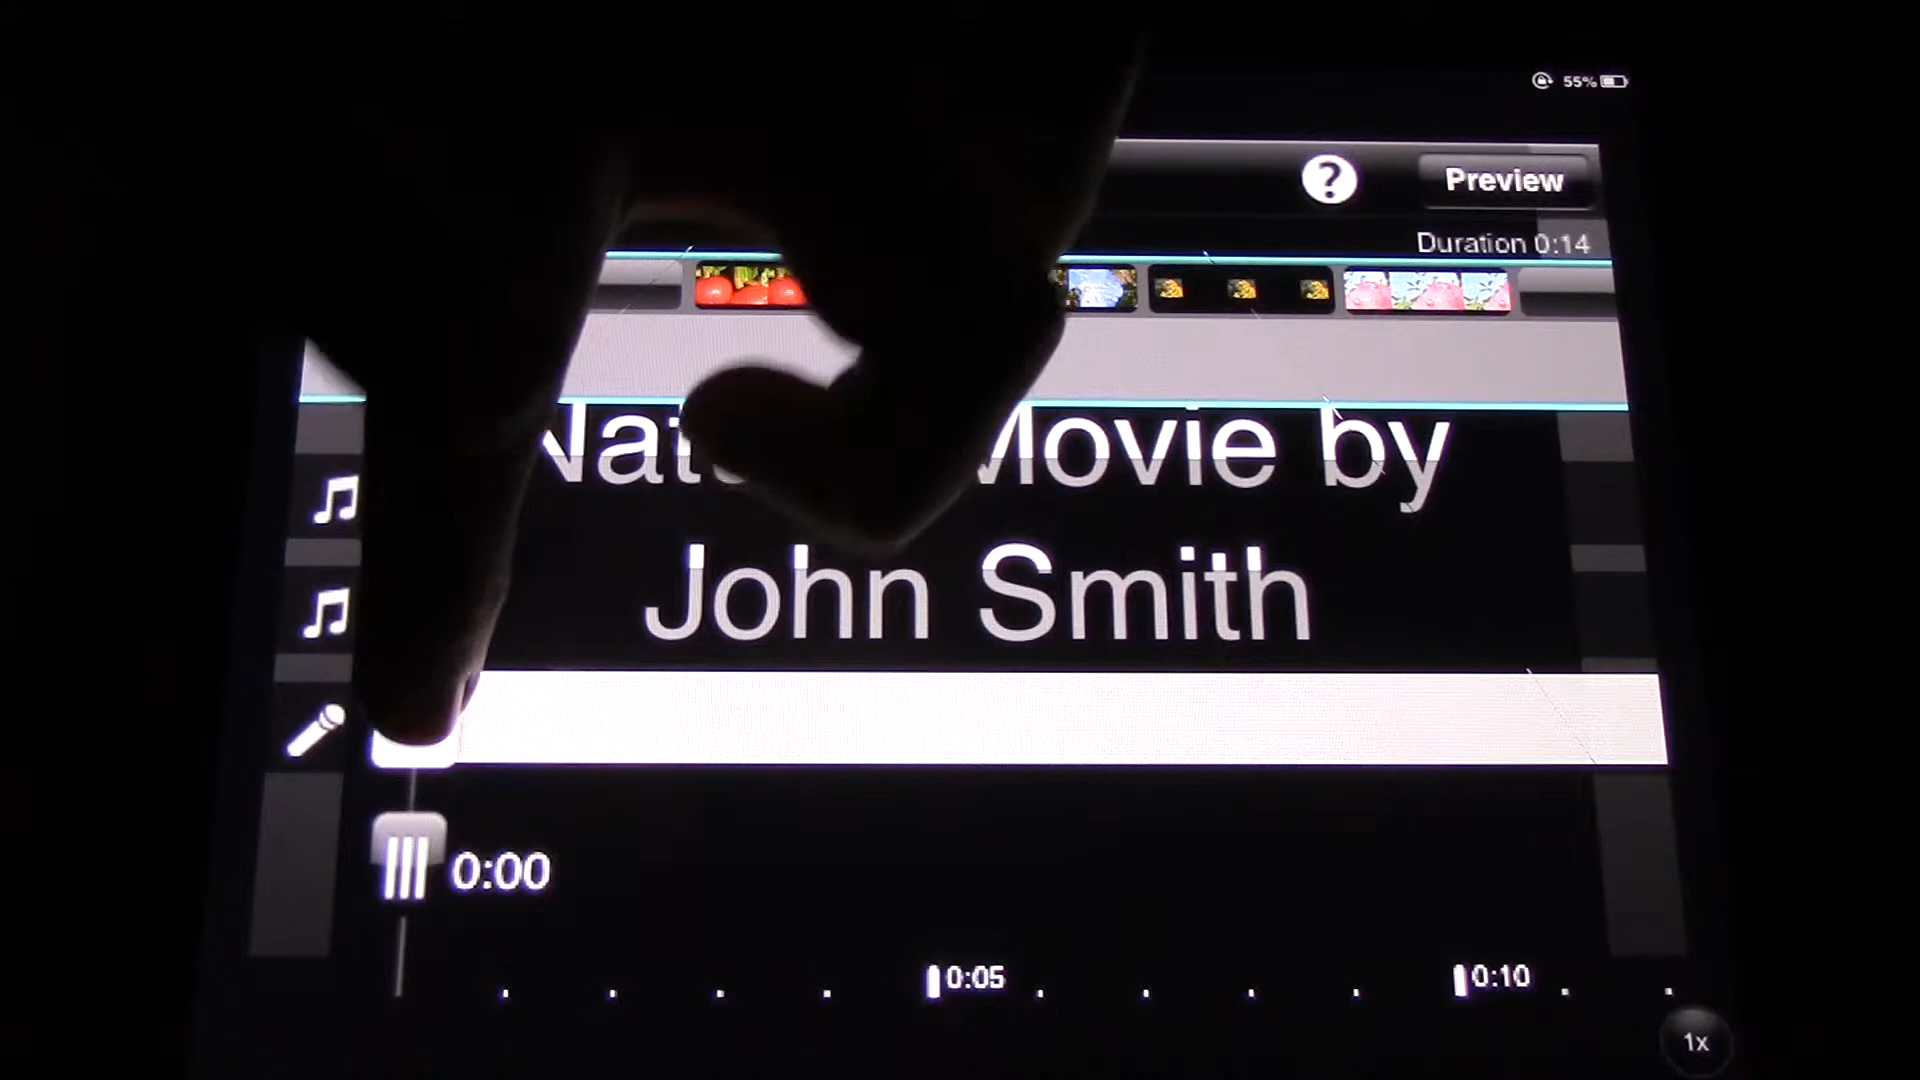 55%
Preview
Duration 0:14
Movie by
John Smith
0:00
0:05
0:10
1x